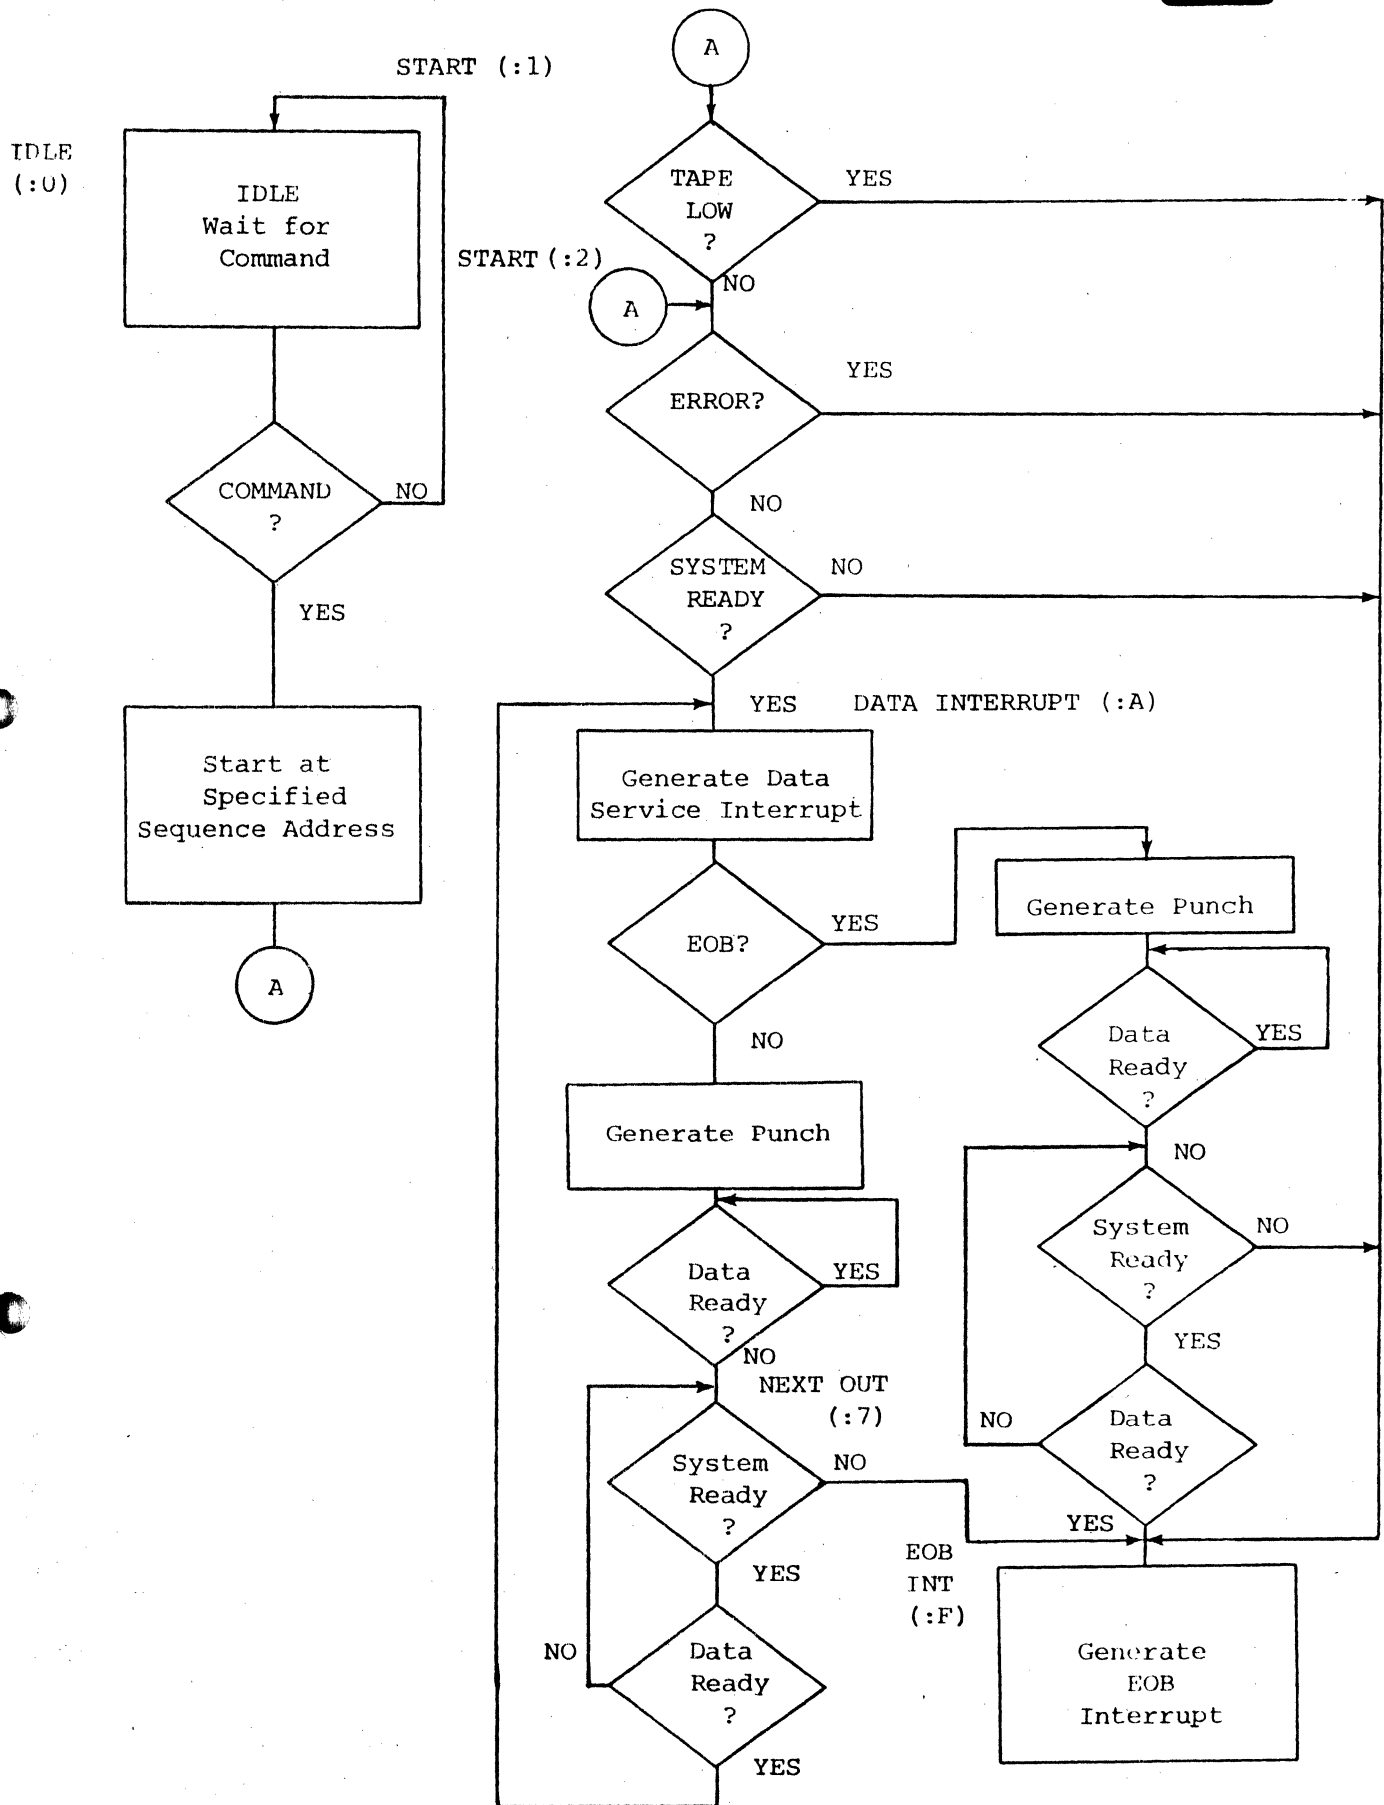 START (:1)
IDLE
(:0)
IDLE
Wait for
Command
COMMAND
?
NO
YES
Start at
Specified
Sequence Address
A
A
TAPE
LOW
?
YES
NO
START (:2)
A
ERROR?
YES
NO
SYSTEM
READY
?
NO
YES
DATA INTERRUPT (:A)
Generate Data
Service Interrupt
EOB?
YES
NO
Generate Punch
Data
Ready
?
YES
NO
NEXT OUT
(:7)
System
Ready
?
NO
YES
Data
Ready
?
NO
YES
Generate Punch
Data
Ready
?
YES
NO
System
Ready
?
NO
YES
Data
Ready
?
NO
YES
EOB
INT
(:F)
Generate
EOB
Interrupt